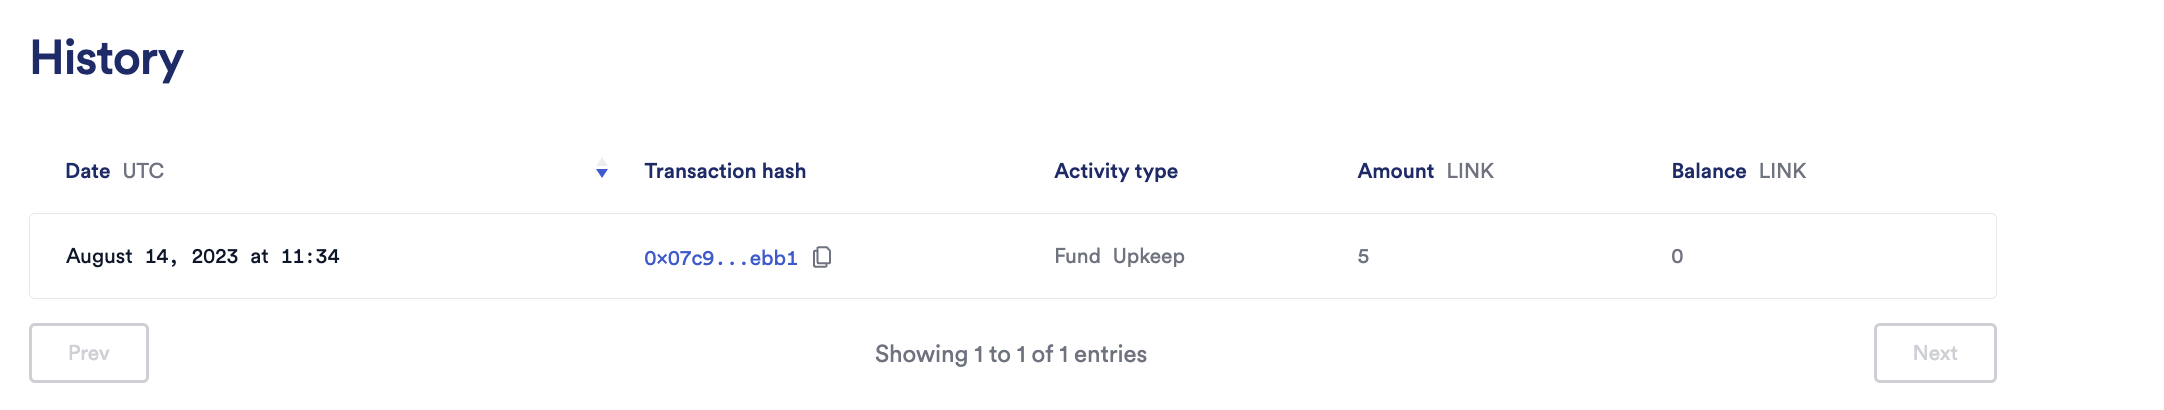 History
Date UTC Transaction hash Activity type Amount LINK Balance LINK
August 14, 2023 at 11:34 0x07c9...ebb1 Fund Upkeep 5 0
Prev Showing 1 to 1 of 1 entries Next